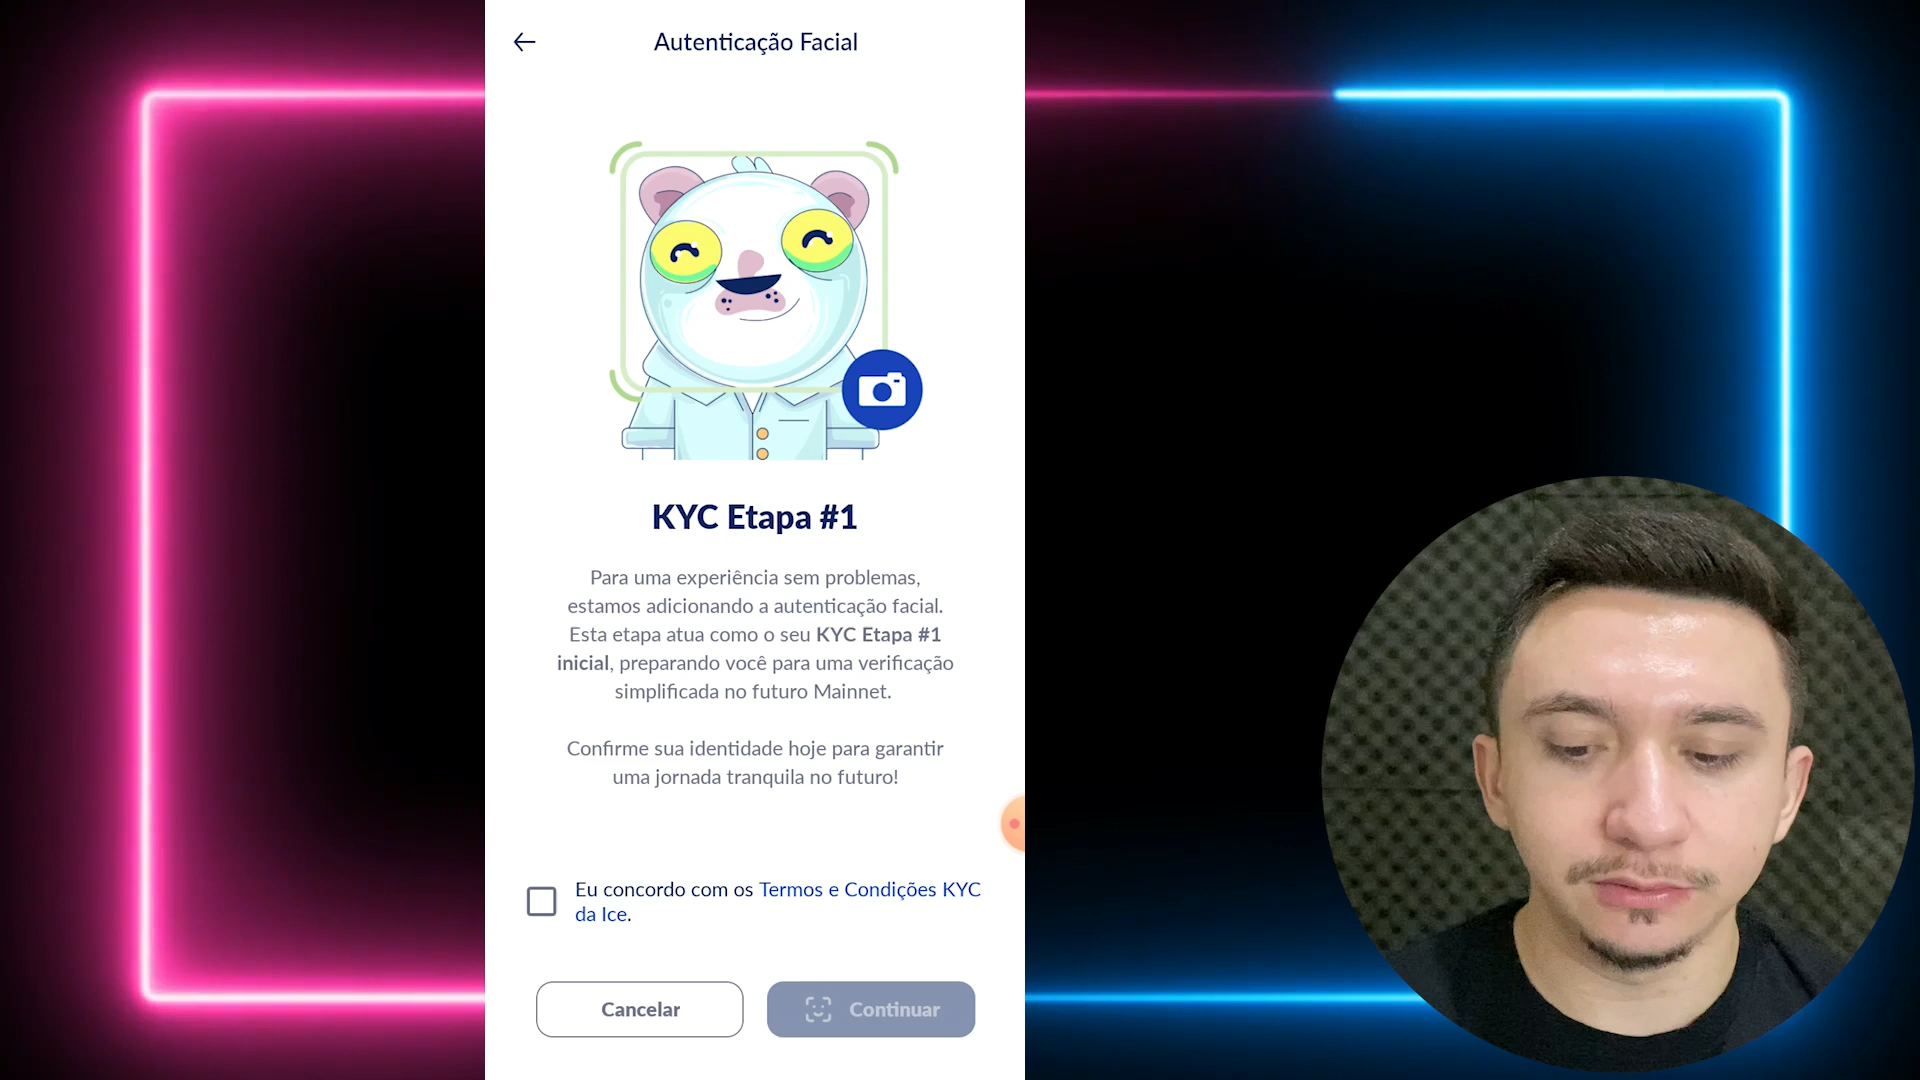 Autenticação Facial
KYC Etapa #1
Para uma experiência sem problemas,
estamos adicionando a autenticação facial.
Esta etapa atua como o seu KYC Etapa #1
inicial, preparando você para uma verificação
simplificada no futuro Mainnet.
Confirme sua identidade hoje para garantir
uma jornada tranquila no futuro!
Eu concordo com os Termos e Condições KYC
da Ice.
Cancelar
Continuar